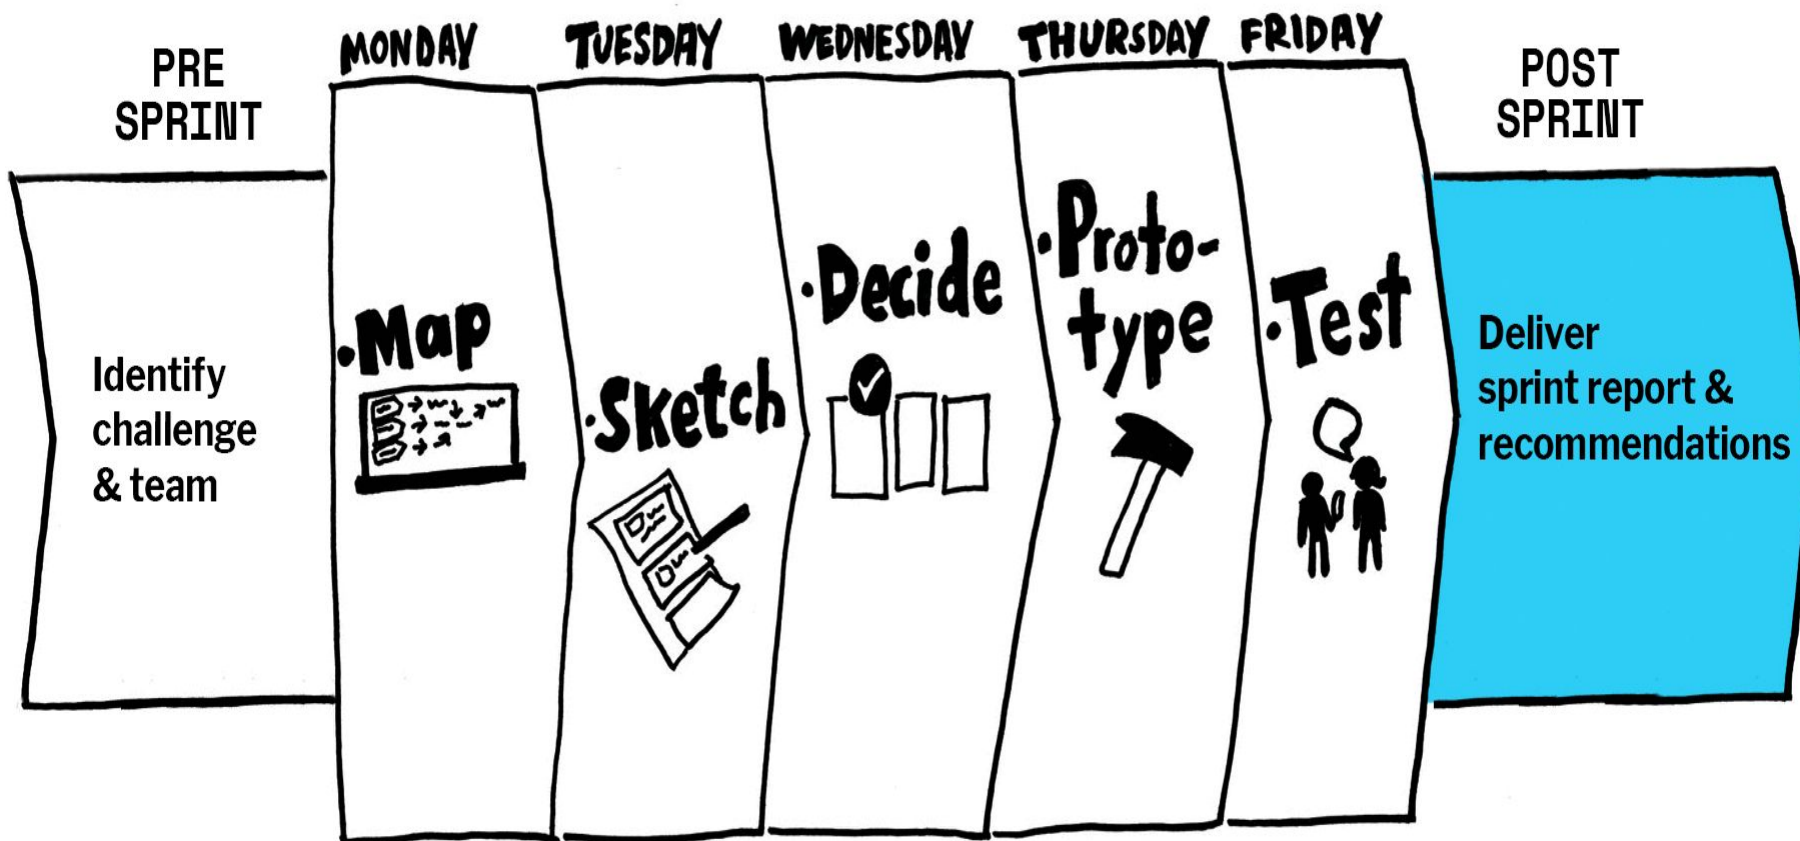 PRE
SPRINT
MONDAY
TUESDAY
WEDNESDAY
THURSDAY
FRIDAY
POST
SPRINT
Identify
challenge
& team
•Map
•Sketch
•Decide
•Proto-
type
•Test
Deliver
sprint report &
recommendations